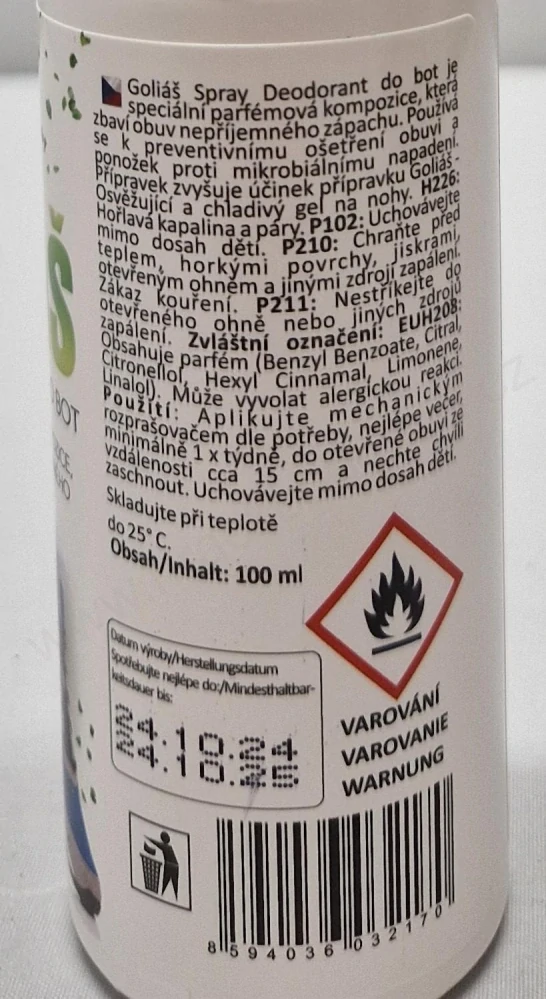 Goliáš Spray Deodorant do bot je
speciální parfémová kompozice, která
zbaví obuv nepříjemného zápachu. Používá
se k preventivnímu ošetření obuvi a
ponožek proti mikrobiálnímu napadení.
Přípravek zvyšuje účinek přípravku Goliáš -
Osvěžující a chladivý gel na nohy. H226:
Hořlavá kapalina a páry. P102: Uchovávejte
mimo dosah dětí. P210: Chraňte před
teplem, horkými povrchy, jiskrami,
otevřeným ohněm a jinými zdroji zapálení.
Zákaz kouření. P211: Nestříkejte do
otevřeného ohně nebo jiných zdrojů
zapálení. Zvláštní označení: EUH208:
Obsahuje parfém (Benzyl Benzoate, Citral,
Citronellol, Hexyl Cinnamal, Limonene,
Linalol). Může vyvolat alergickou reakci.
Použití: Aplikujte mechanickým
rozprašovačem dle potřeby, nejlépe večer,
minimálně 1 x týdně, do otevřené obuvi ze
vzdálenosti cca 15 cm a nechte chvíli
zaschnout. Uchovávejte mimo dosah dětí.
Skladujte při teplotě
do 25° C.
Obsah/Inhalt: 100 ml
Datum výroby/Herstellungsdatum
Spotřebujte nejlépe do:/Mindesthaltbar-
keitsdauer bis:
24.10.24
24.10.26
VAROVÁNÍ
VAROVANIE
WARNUNG
8 594036 032170
Š
BOT